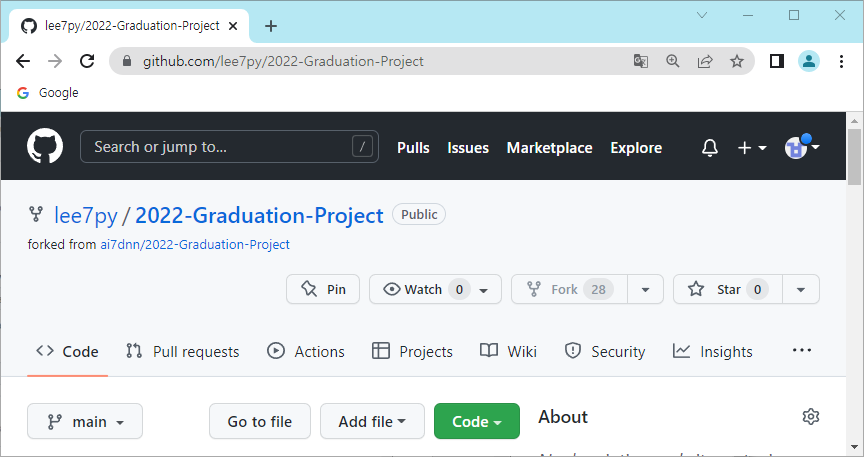 lee7py/2022-Graduation-Project
github.com/lee7py/2022-Graduation-Project
Google
Search or jump to... / Pulls Issues Marketplace Explore
lee7py / 2022-Graduation-Project Public
forked from ai7dnn/2022-Graduation-Project
Pin Watch 0 Fork 28 Star 0
Code Pull requests Actions Projects Wiki Security Insights
main Go to file Add file Code About